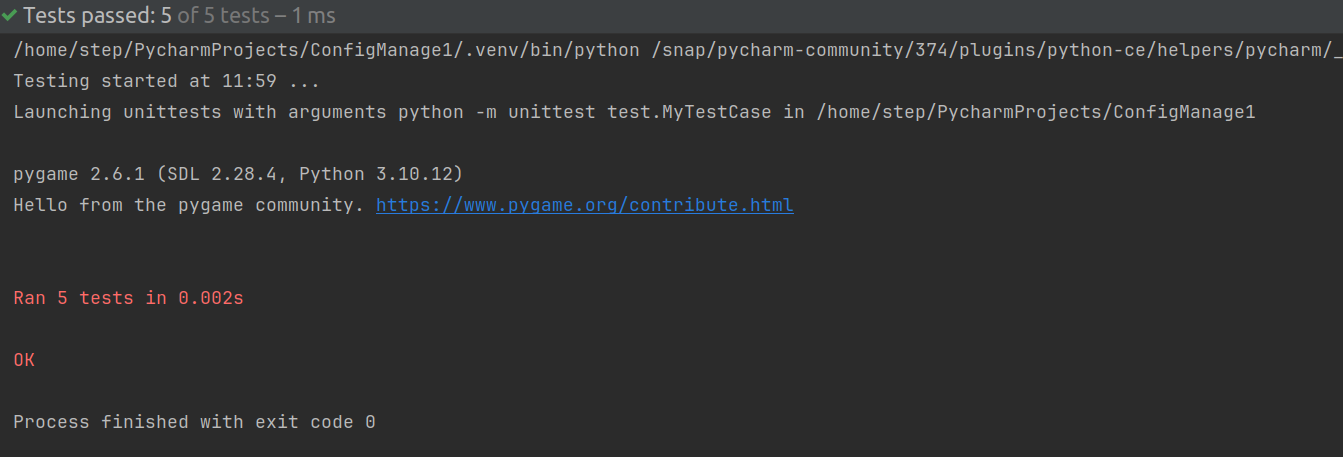 Tests passed: 5 of 5 tests – 1 ms
/home/step/PycharmProjects/ConfigManage1/.venv/bin/python /snap/pycharm-community/374/plugins/python-ce/helpers/pycharm/_
Testing started at 11:59 ...
Launching unittests with arguments python -m unittest test.MyTestCase in /home/step/PycharmProjects/ConfigManage1
pygame 2.6.1 (SDL 2.28.4, Python 3.10.12)
Hello from the pygame community. https://www.pygame.org/contribute.html
Ran 5 tests in 0.002s
OK
Process finished with exit code 0